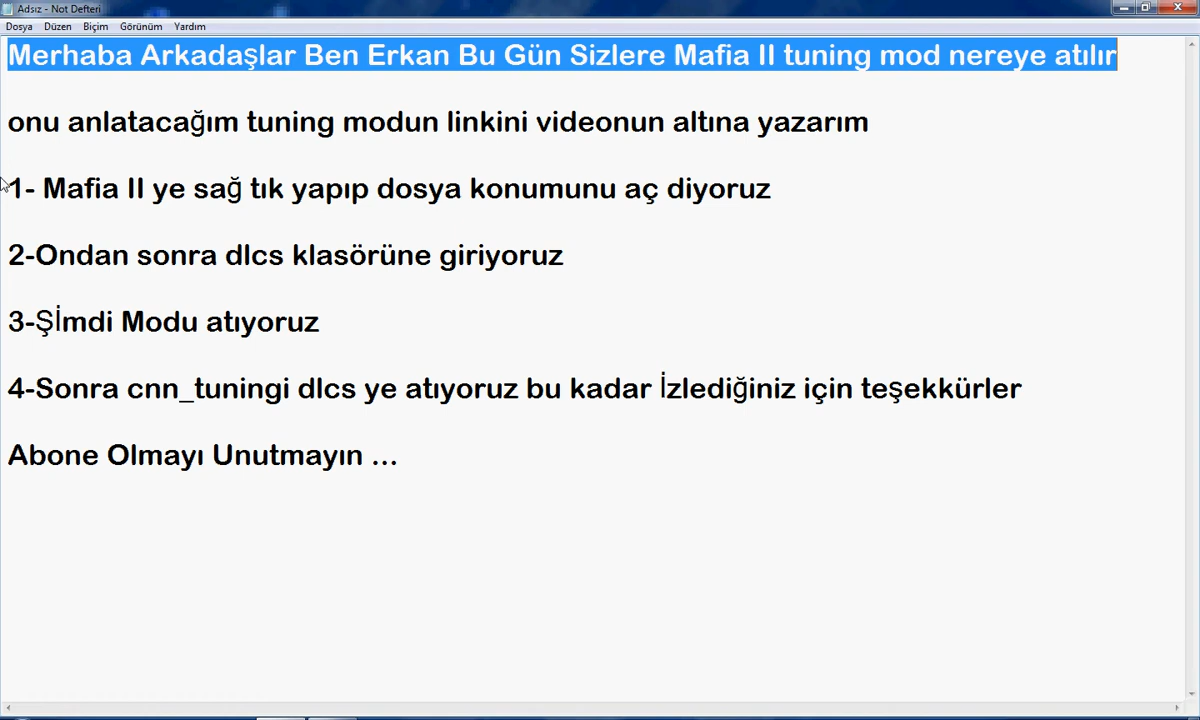 Adsız - Not Defteri
Dosya Düzen Biçim Görünüm Yardım
Merhaba Arkadaşlar Ben Erkan Bu Gün Sizlere Mafia II tuning mod nereye atılır
onu anlatacağım tuning modun linkini videonun altına yazarım
1- Mafia II ye sağ tık yapıp dosya konumunu aç diyoruz
2-Ondan sonra dlcs klasörüne giriyoruz
3-Şİmdi Modu atıyoruz
4-Sonra cnn_tuningi dlcs ye atıyoruz bu kadar İzlediğiniz için teşekkürler
Abone Olmayı Unutmayın ...